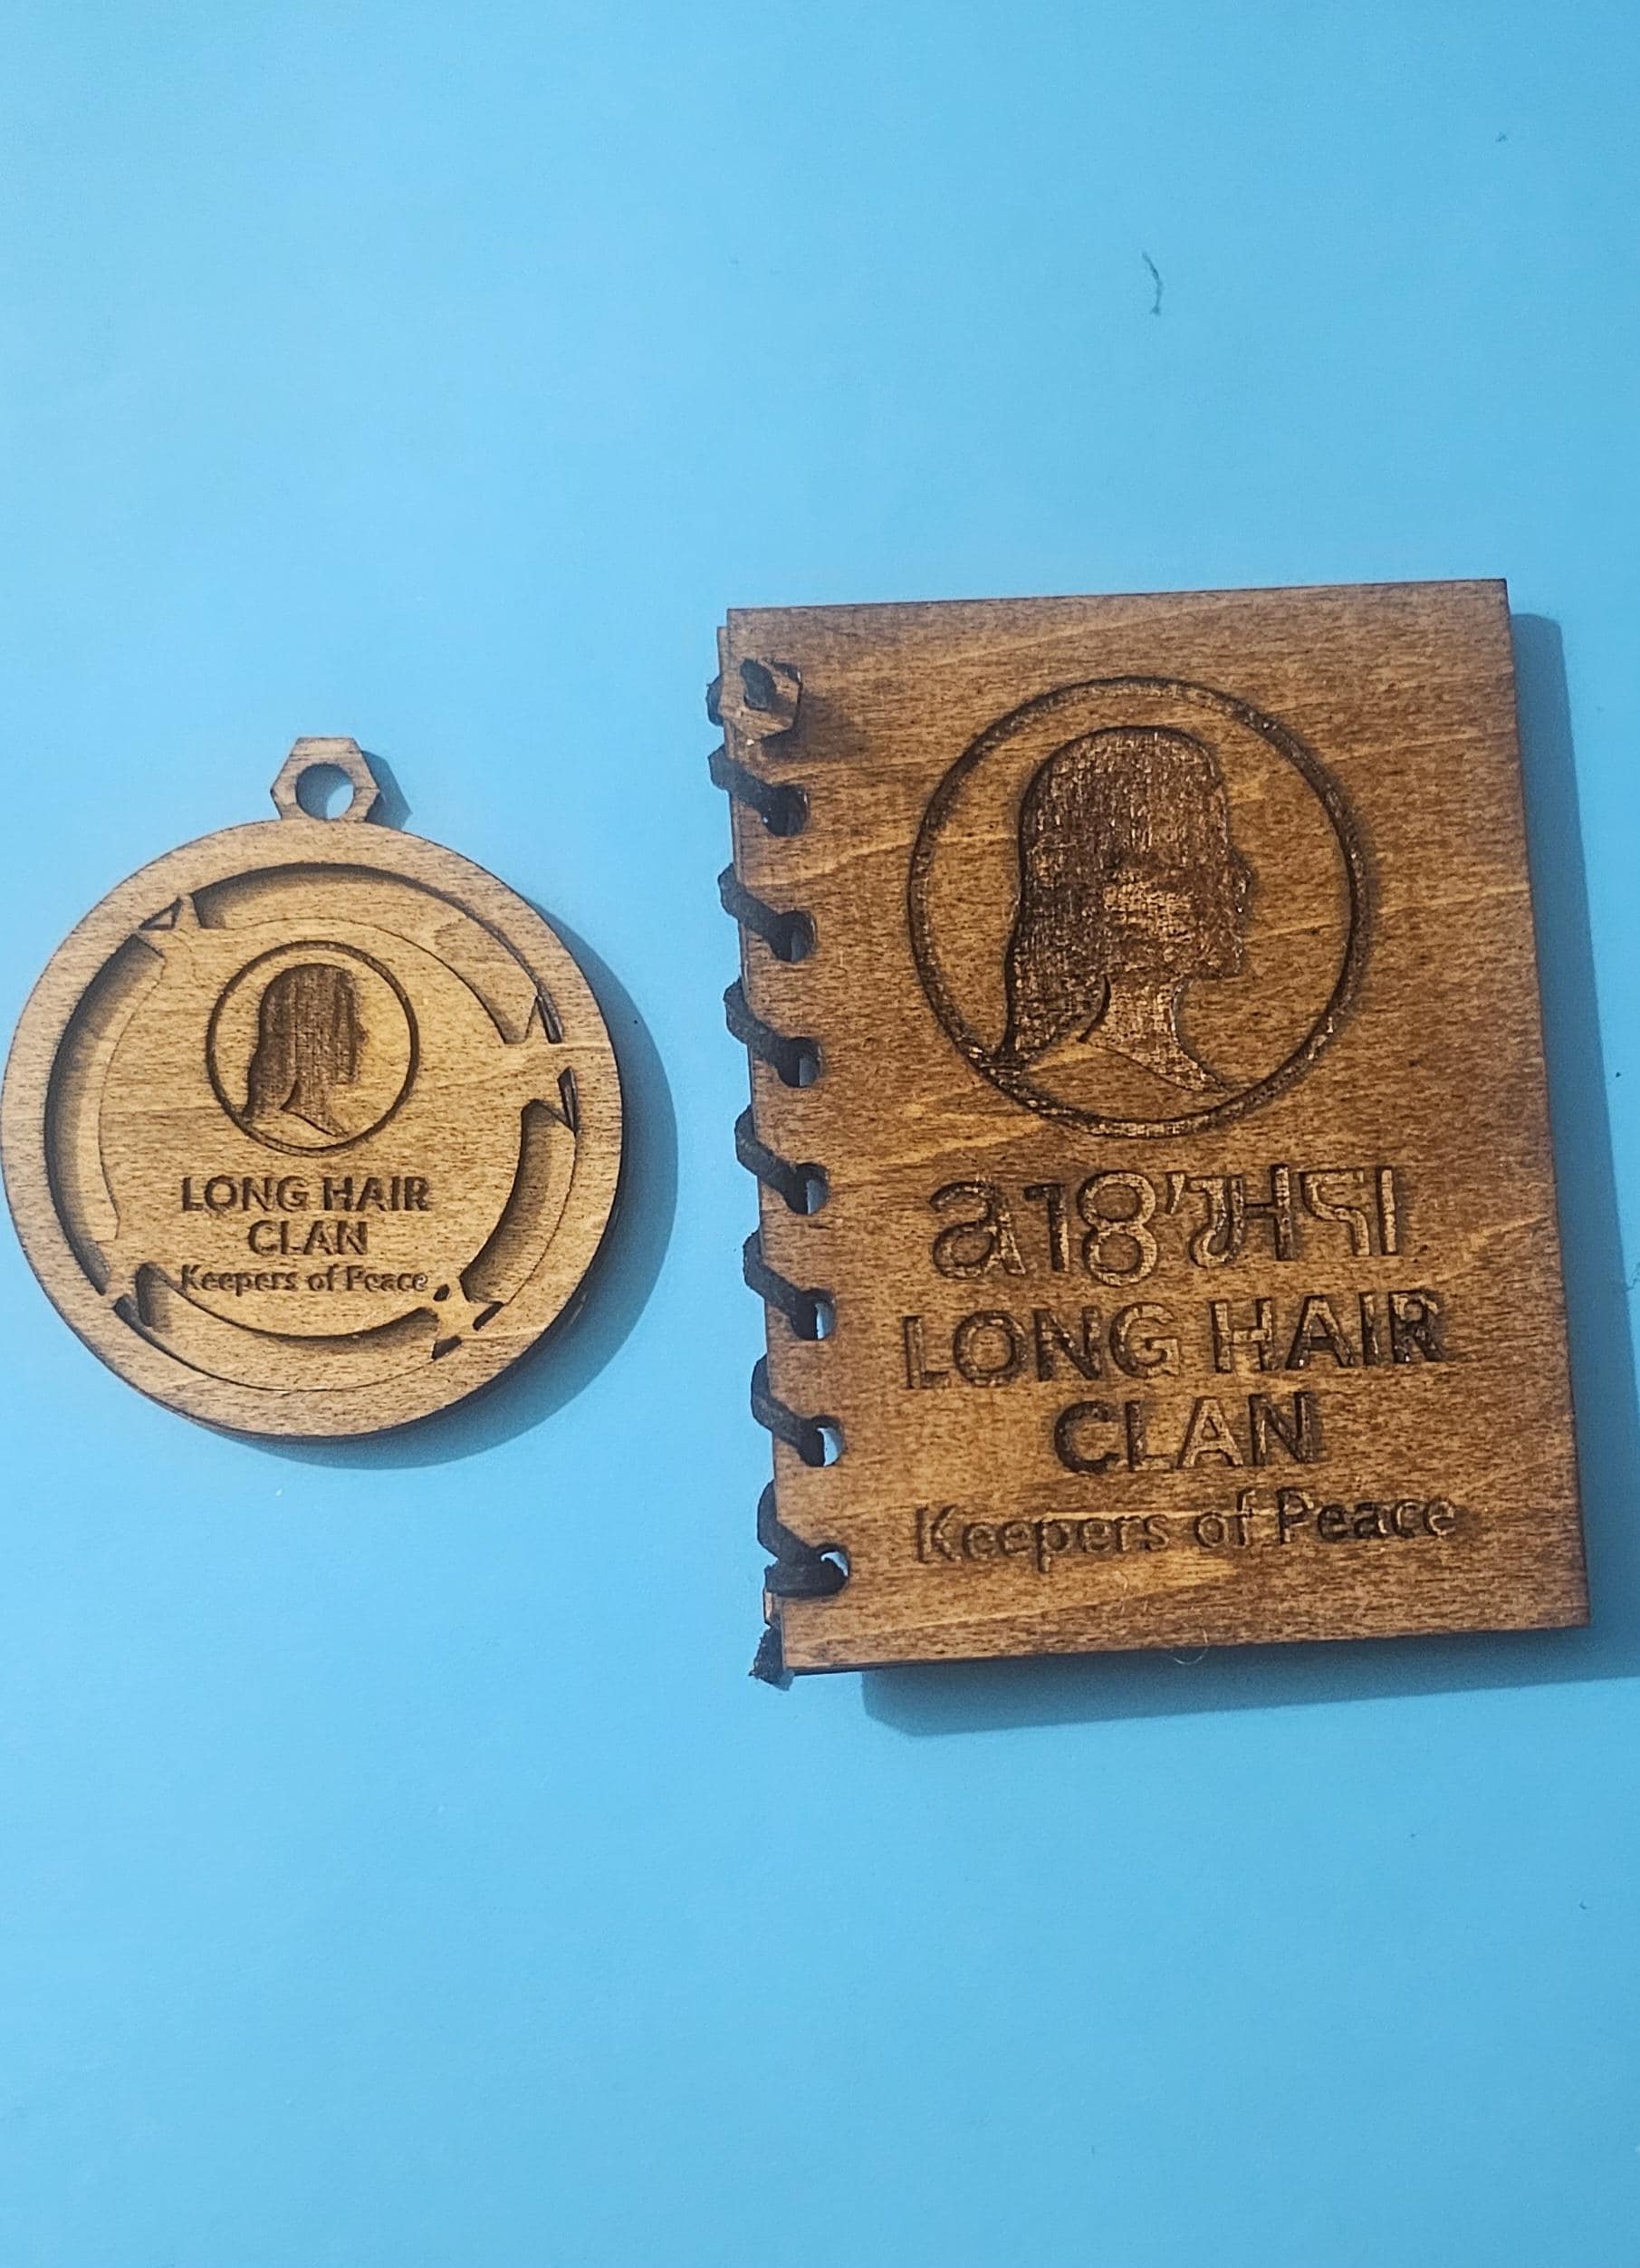 LONG HAIR
CLAN
Keepers of Peace
LONG HAIR
CLAN
Keepers of Peace